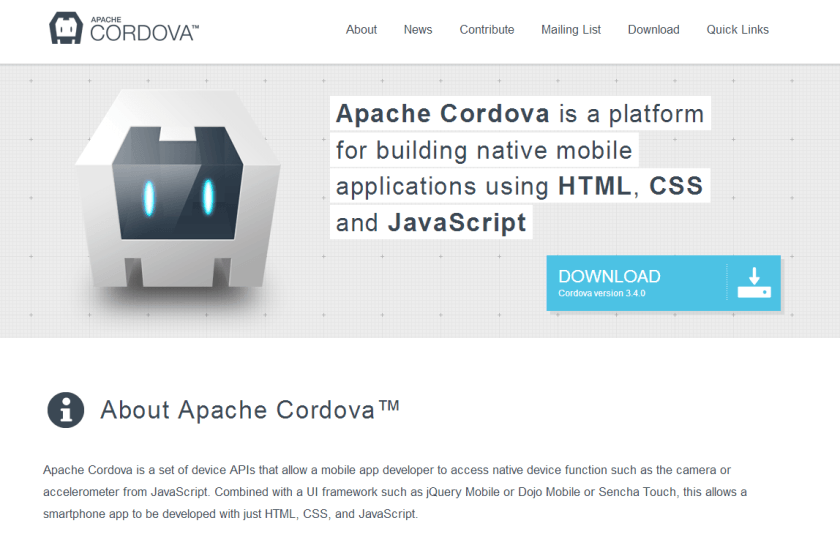 APACHE
CORDOVA™
About News Contribute Mailing List Download Quick Links
Apache Cordova is a platform
for building native mobile
applications using HTML, CSS
and JavaScript
DOWNLOAD
Cordova version 3.4.0
About Apache Cordova™
Apache Cordova is a set of device APIs that allow a mobile app developer to access native device function such as the camera or
accelerometer from JavaScript. Combined with a UI framework such as jQuery Mobile or Dojo Mobile or Sencha Touch, this allows a
smartphone app to be developed with just HTML, CSS, and JavaScript.